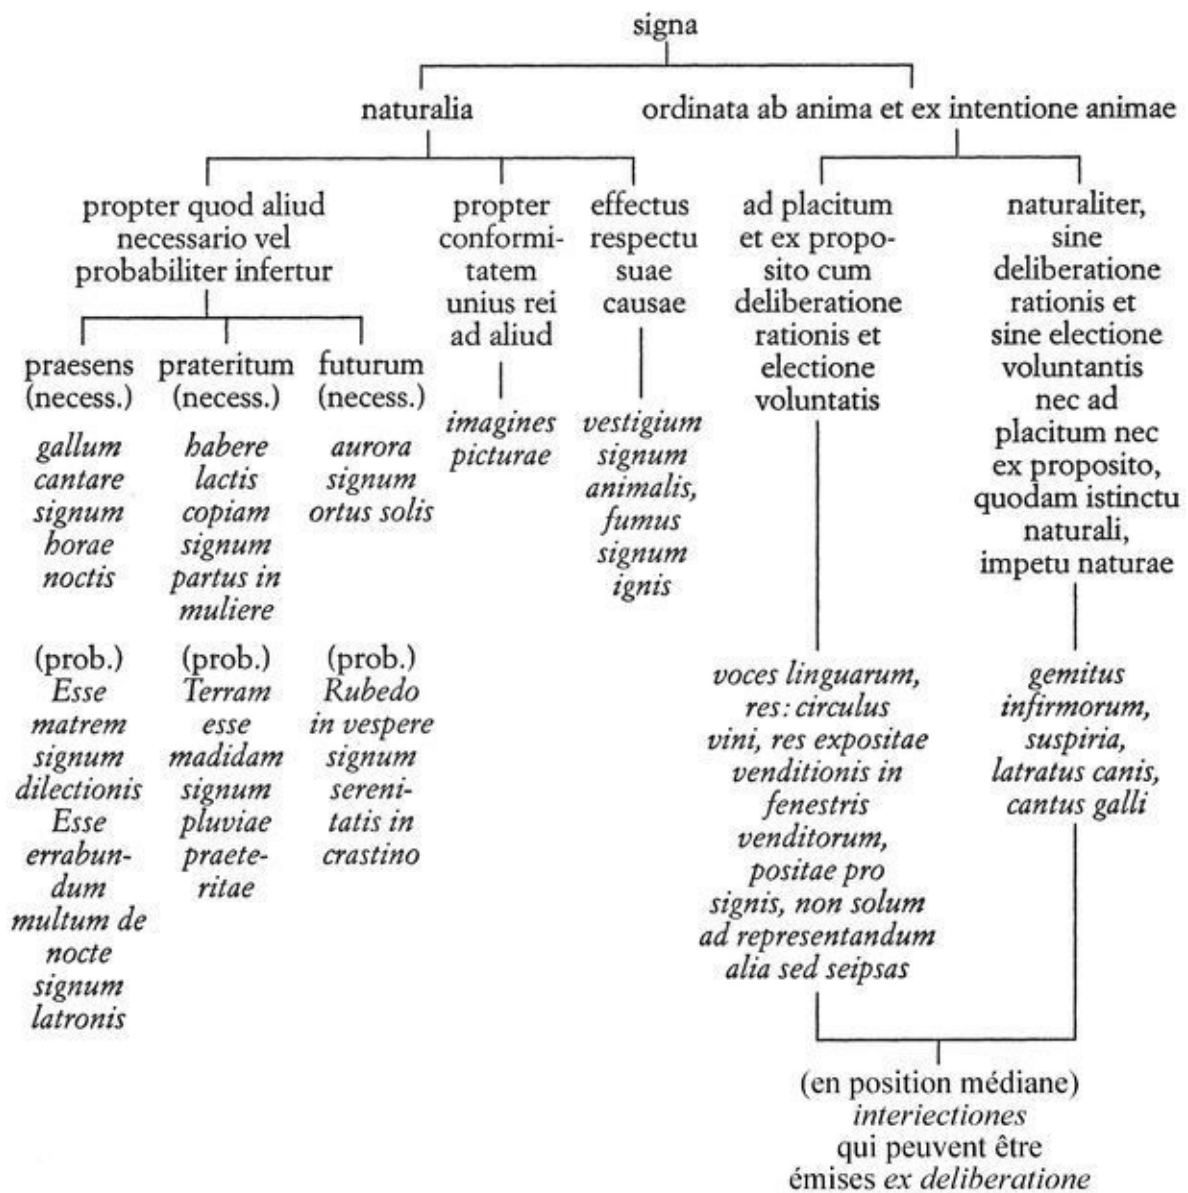 signa
naturalia
ordinata ab anima et ex intentione animae
propter quod aliud
necessario vel
probabiliter infertur
propter
conformi-
tatem
unius rei
ad aliud
effectus
respectu
suae
causae
ad placitum
et ex propo-
sito cum
deliberatione
rationis et
electione
voluntatis
naturaliter,
sine
deliberatione
rationis et
sine electione
voluntantis
nec ad
placitum nec
ex proposito,
quodam istinctu
naturali,
impetu naturae
praesens
(necess.)
gallum
cantare
signum
horae
noctis
(prob.)
Esse
matrem
signum
dilectionis
Esse
errabun-
dum
multum de
nocte
signum
latronis
prateritum
(necess.)
habere
lactis
copiam
signum
partus in
muliere
(prob.)
Terram
esse
madidam
signum
pluviae
praete-
ritae
futurum
(necess.)
aurora
signum
ortus solis
(prob.)
Rubedo
in vespere
signum
sereni-
tatis in
crastino
imagines
picturae
vestigium
signum
animalis,
fumus
signum
ignis
voces linguarum,
res: circulus
vini, res expositae
venditionis in
fenestris
venditorum,
positae pro
signis, non solum
ad representandum
alia sed seipsas
gemitus
infirmorum,
suspiria,
latratus canis,
cantus galli
(en position médiane)
interiectiones
qui peuvent être
émises ex deliberatione